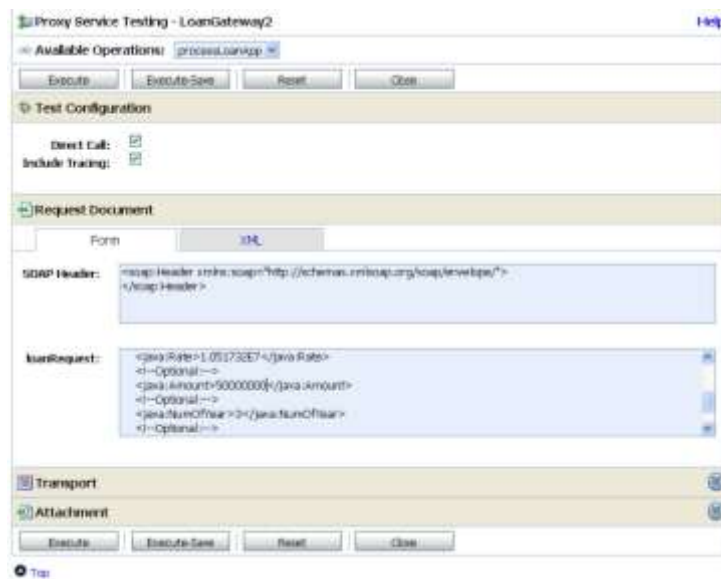 Proxy Service Testing - LoanGateway2
Help
Available Operations: processLoanApp
Execute Execute-Save Reset Close
Test Configuration
Direct Call:
Include Tracing:
Request Document
Form XML
SOAP Header:
<soap:Header xmlns:soap="http://schemas.xmlsoap.org/soap/envelope/">
</soap:Header>
loanRequest:
<java:Rate>1.051732E7</java:Rate>
<!--Optional:-->
<java:Amount>50000000</java:Amount>
<!--Optional:-->
<java:NumOfYear>3</java:NumOfYear>
<!--Optional:-->
Transport
Attachment
Execute Execute-Save Reset Close
Top